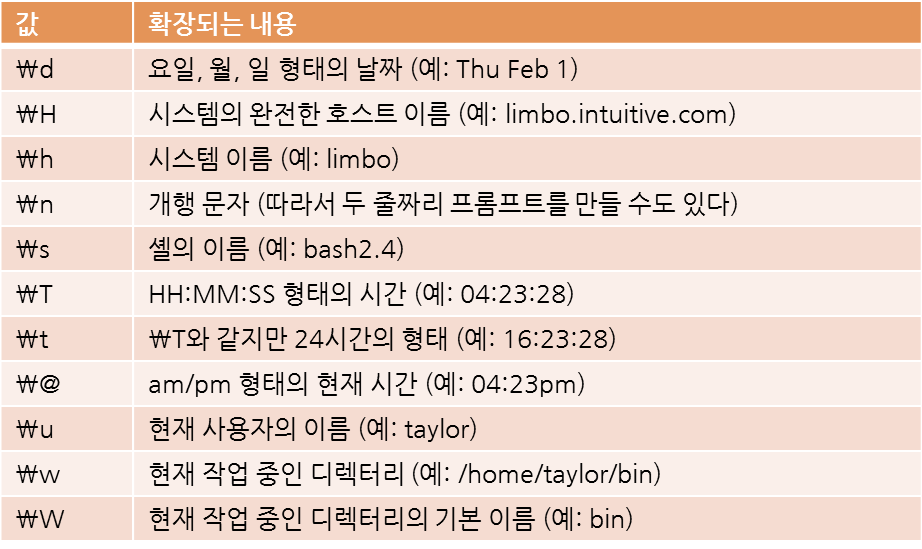 값 확장되는 내용
₩d 요일, 월, 일 형태의 날짜 (예: Thu Feb 1)
₩H 시스템의 완전한 호스트 이름 (예: limbo.intuitive.com)
₩h 시스템 이름 (예: limbo)
₩n 개행 문자 (따라서 두 줄짜리 프롬프트를 만들 수도 있다)
₩s 셸의 이름 (예: bash2.4)
₩T HH:MM:SS 형태의 시간 (예: 04:23:28)
₩t ₩T와 같지만 24시간의 형태 (예: 16:23:28)
₩@ am/pm 형태의 현재 시간 (예: 04:23pm)
₩u 현재 사용자의 이름 (예: taylor)
₩w 현재 작업 중인 디렉터리 (예: /home/taylor/bin)
₩W 현재 작업 중인 디렉터리의 기본 이름 (예: bin)